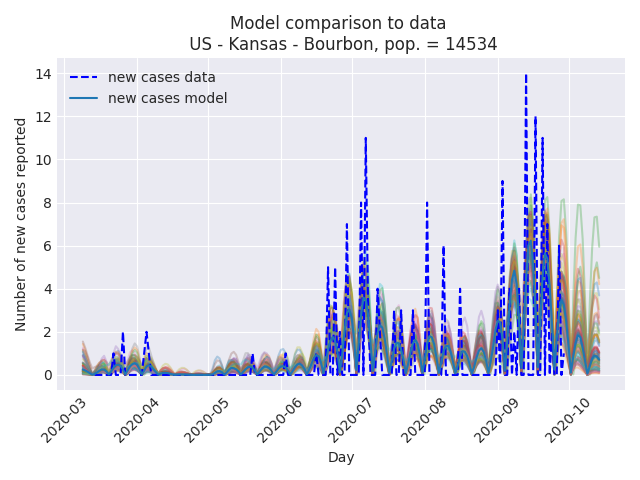 Model comparison to data
US - Kansas - Bourbon, pop. = 14534
new cases data
new cases model
Number of new cases reported
14
12
10
8
6
4
2
0
2020-03
2020-04
2020-05
2020-06
2020-07
2020-08
2020-09
2020-10
Day